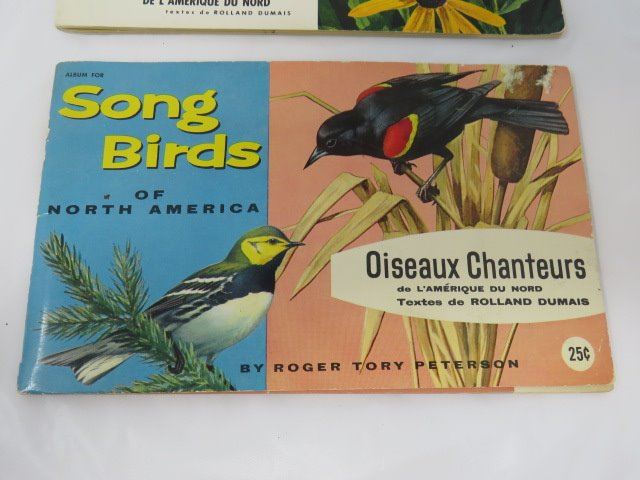 DE L'AMÉRIQUE DU NORD
textes de ROLLAND DUMAIS
ALBUM FOR
Song
Birds
OF
NORTH AMERICA
Oiseaux Chanteurs
de L'AMÉRIQUE DU NORD
Textes de ROLLAND DUMAIS
25¢
BY ROGER TORY PETERSON